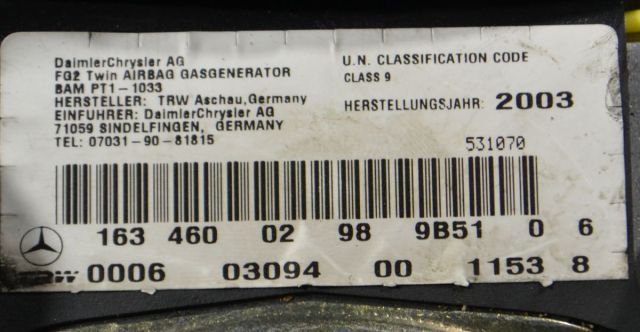 DaimlerChrysler AG
FG2 Twin AIRBAG GASGENERATOR
BAM PT1-1033
HERSTELLER: TRW Aschau,Germany
EINFUHRER: DaimlerChrysler AG
71059 SINDELFINGEN, GERMANY
TEL: 07031-90-81815
U.N. CLASSIFICATION CODE
CLASS 9
HERSTELLUNGSJAHR: 2003
531070
163 460 02 98 9B51 0 6
TRW 0006 03094 00 1153 8